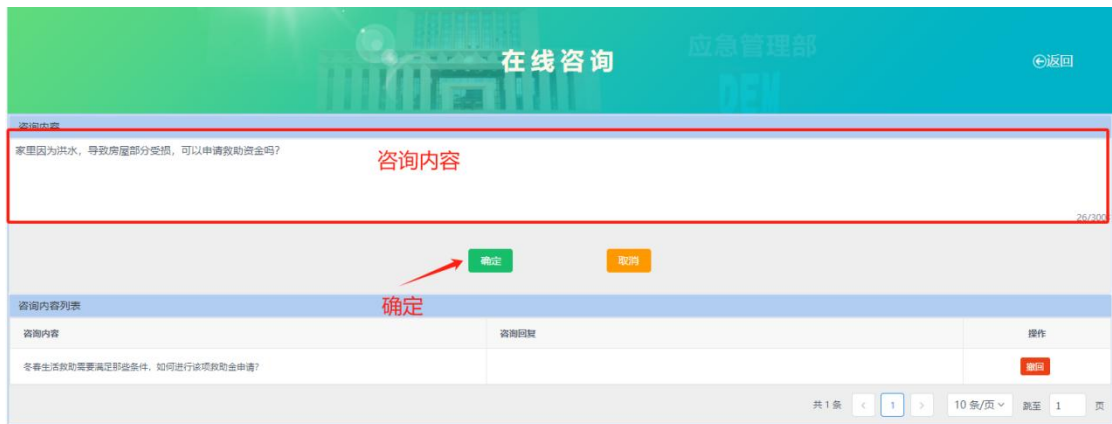 在线咨询
应急管理部
DEM
返回
咨询内容
家里因为洪水，导致房屋部分受损，可以申请救助资金吗？
咨询内容
26/300
确定
取消
确定
咨询内容列表
咨询内容 咨询回复 操作
冬春生活救助需要满足那些条件，如何进行该项救助金申请？ 撤回
共1条 < 1 > 10条/页 跳至 1 页